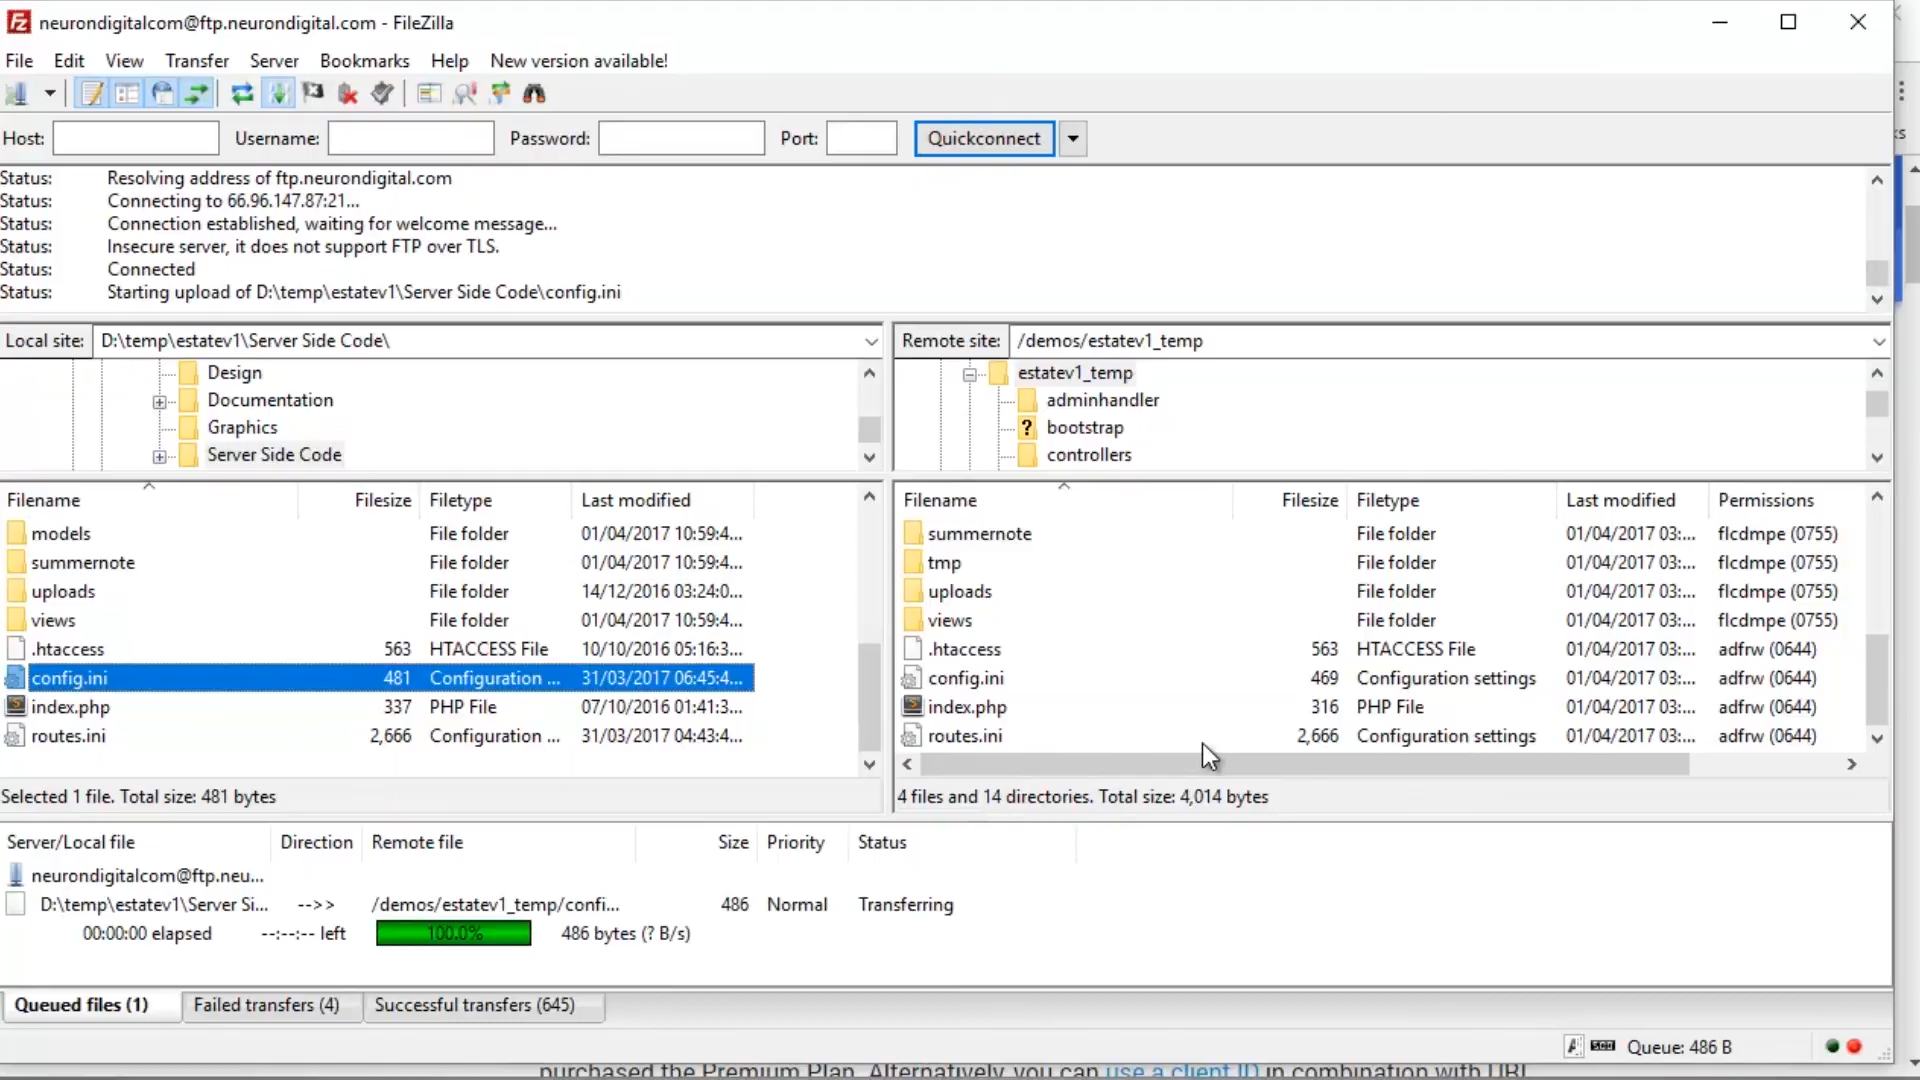 neurondigitalcom@ftp.neurondigital.com - FileZilla
File Edit View Transfer Server Bookmarks Help New version available!
Host: Username: Password: Port: Quickconnect
Status: Resolving address of ftp.neurondigital.com
Status: Connecting to 66.96.147.87:21...
Status: Connection established, waiting for welcome message...
Status: Insecure server, it does not support FTP over TLS.
Status: Connected
Status: Starting upload of D:\temp\estatev1\Server Side Code\config.ini
Local site: D:\temp\estatev1\Server Side Code\
Design
Documentation
Graphics
Server Side Code
Remote site: /demos/estatev1_temp
estatev1_temp
adminhandler
? bootstrap
controllers
Filename Filesize Filetype Last modified
models File folder 01/04/2017 10:59:4...
summernote File folder 01/04/2017 10:59:4...
uploads File folder 14/12/2016 03:24:0...
views File folder 01/04/2017 10:59:4...
.htaccess 563 HTACCESS File 10/10/2016 05:16:3...
config.ini 481 Configuration ... 31/03/2017 06:45:4...
index.php 337 PHP File 07/10/2016 01:41:3...
routes.ini 2,666 Configuration ... 31/03/2017 04:43:4...
Selected 1 file. Total size: 481 bytes
Filename Filesize Filetype Last modified Permissions
summernote File folder 01/04/2017 03:... flcdmpe (0755)
tmp File folder 01/04/2017 03:... flcdmpe (0755)
uploads File folder 01/04/2017 03:... flcdmpe (0755)
views File folder 01/04/2017 03:... flcdmpe (0755)
.htaccess 563 HTACCESS File 01/04/2017 03:... adfrw (0644)
config.ini 469 Configuration settings 01/04/2017 03:... adfrw (0644)
index.php 316 PHP File 01/04/2017 03:... adfrw (0644)
routes.ini 2,666 Configuration settings 01/04/2017 03:... adfrw (0644)
4 files and 14 directories. Total size: 4,014 bytes
Server/Local file Direction Remote file Size Priority Status
neurondigitalcom@ftp.neu...
D:\temp\estatev1\Server Si... -->> /demos/estatev1_temp/confi... 486 Normal Transferring
00:00:00 elapsed --:--:-- left 100.0% 486 bytes (? B/s)
Queued files (1) Failed transfers (4) Successful transfers (645)
Queue: 486 B
purchased the Premium Plan. Alternatively, you can use a client ID in combination with URL